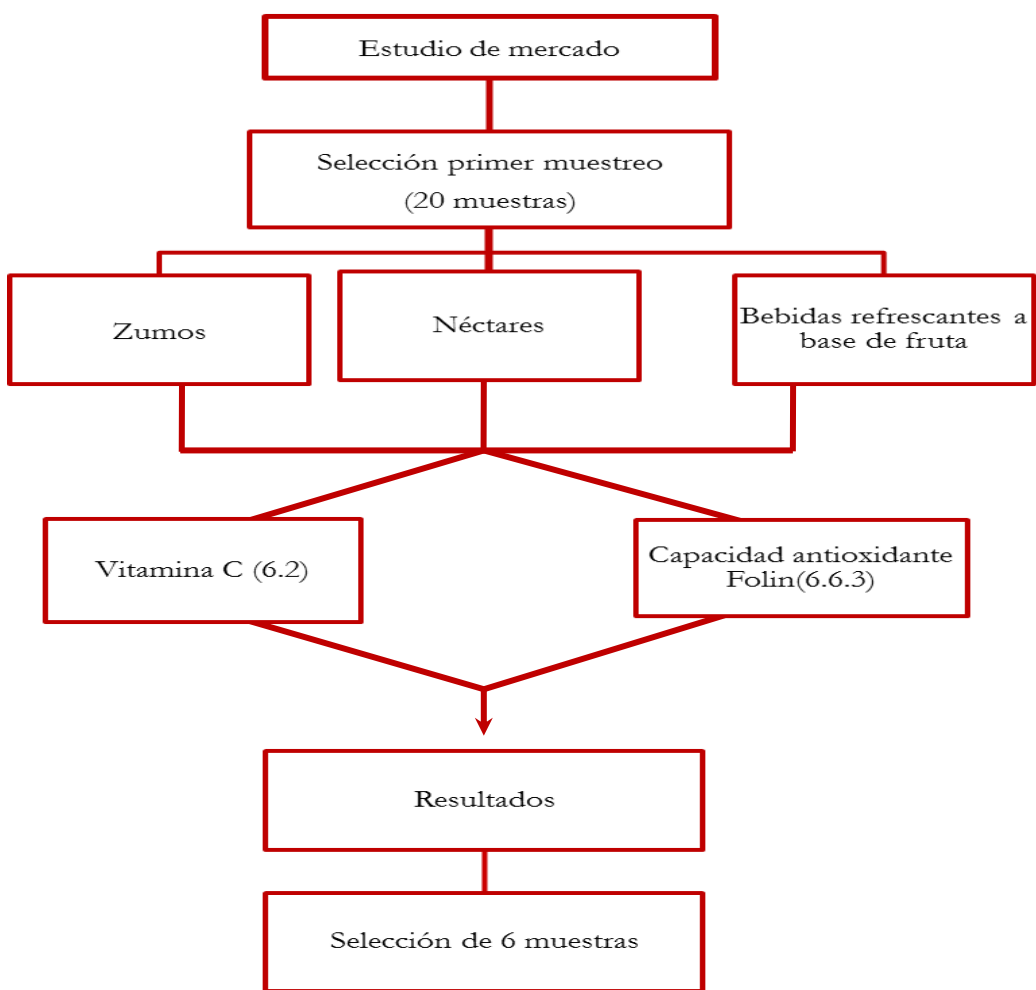 Estudio de mercado
Selección primer muestreo
(20 muestras)
Zumos
Néctares
Bebidas refrescantes a
base de fruta
Vitamina C (6.2)
Capacidad antioxidante
Folin(6.6.3)
Resultados
Selección de 6 muestras